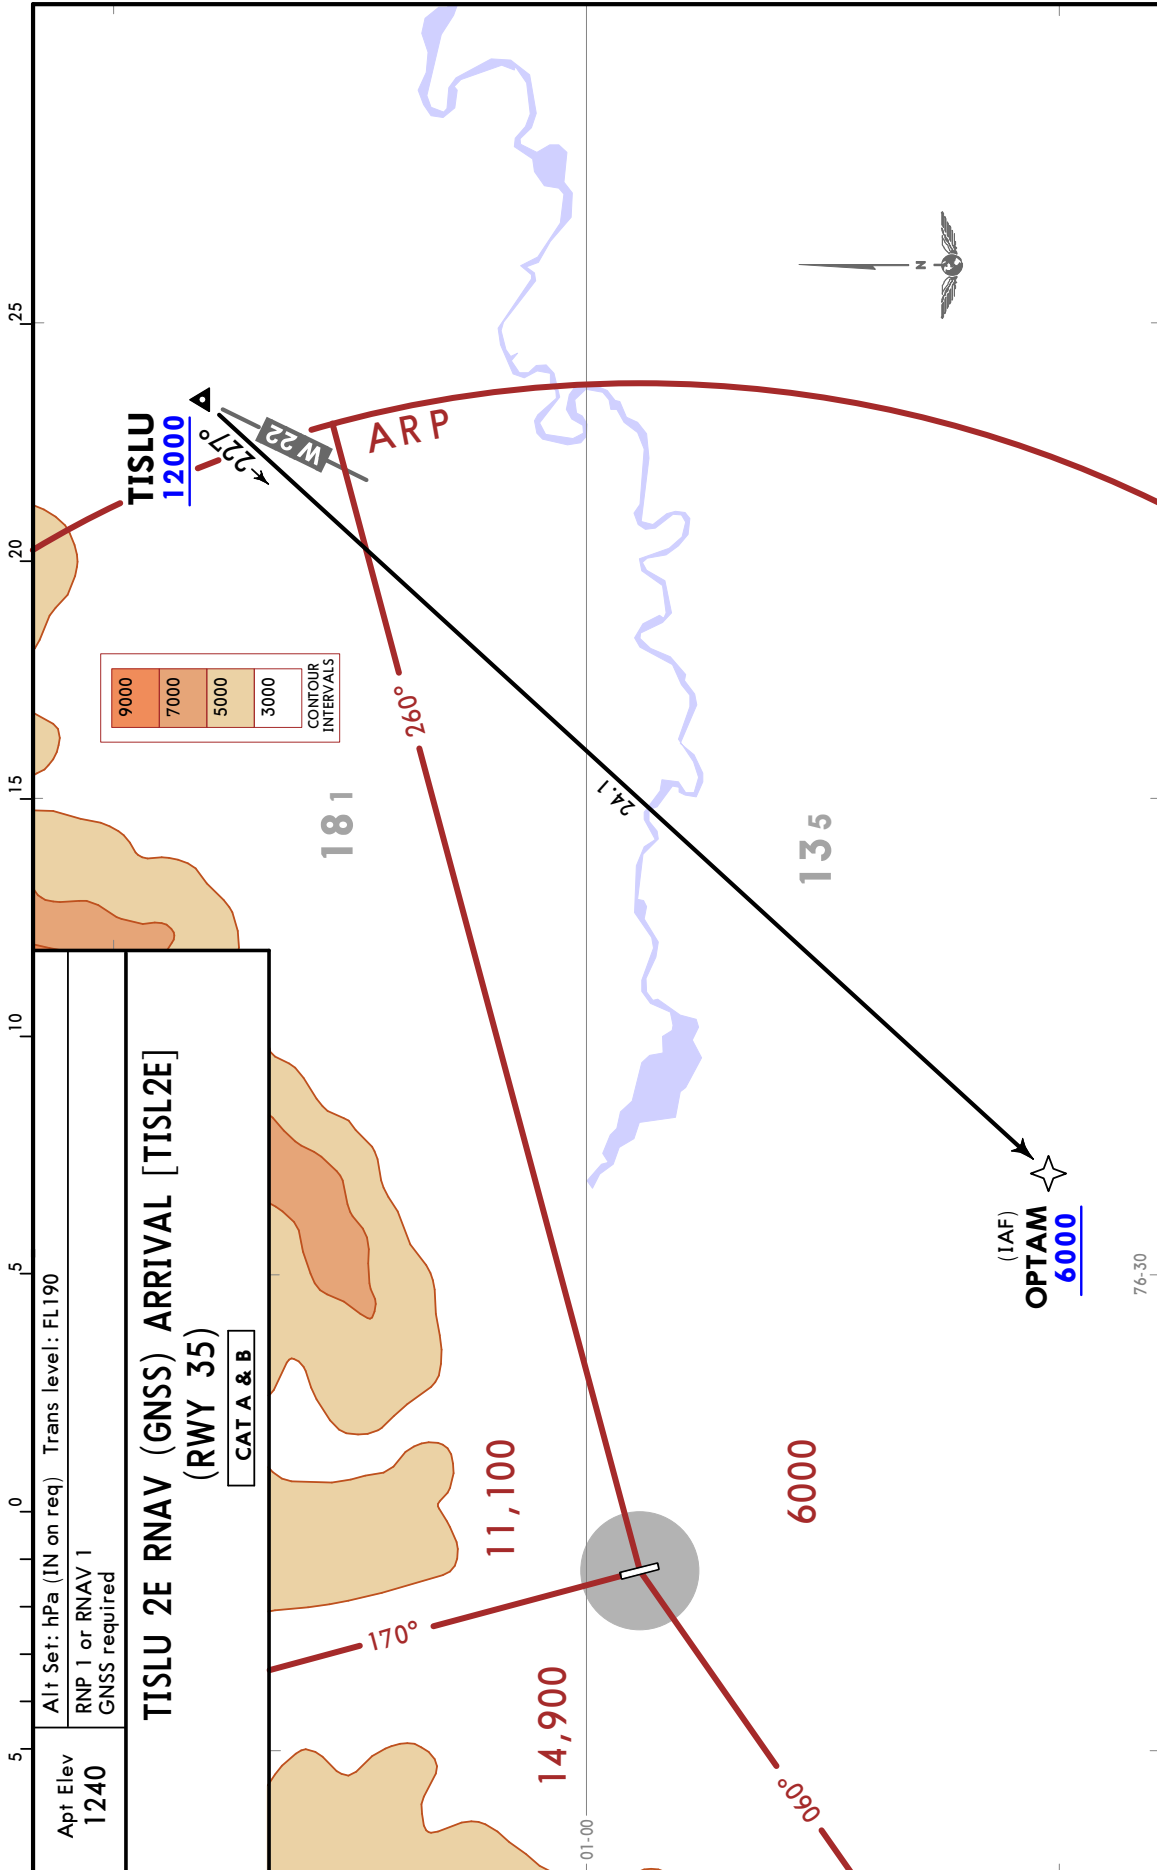 Apt Elev
1240
Alt Set: hPa (IN on req)   Trans level: FL190
RNP 1 or RNAV 1
GNSS required
TISLU 2E RNAV (GNSS) ARRIVAL [TISL2E]
(RWY 35)
CAT A & B
5
0
5
10
15
20
25
9000
7000
5000
3000
CONTOUR
INTERVALS
TISLU
12000
227°
W 22
ARP
260°
181
24.1
135
170°
11,100
14,900
6000
060°
(IAF)
OPTAM
6000
01-00
76-30
N